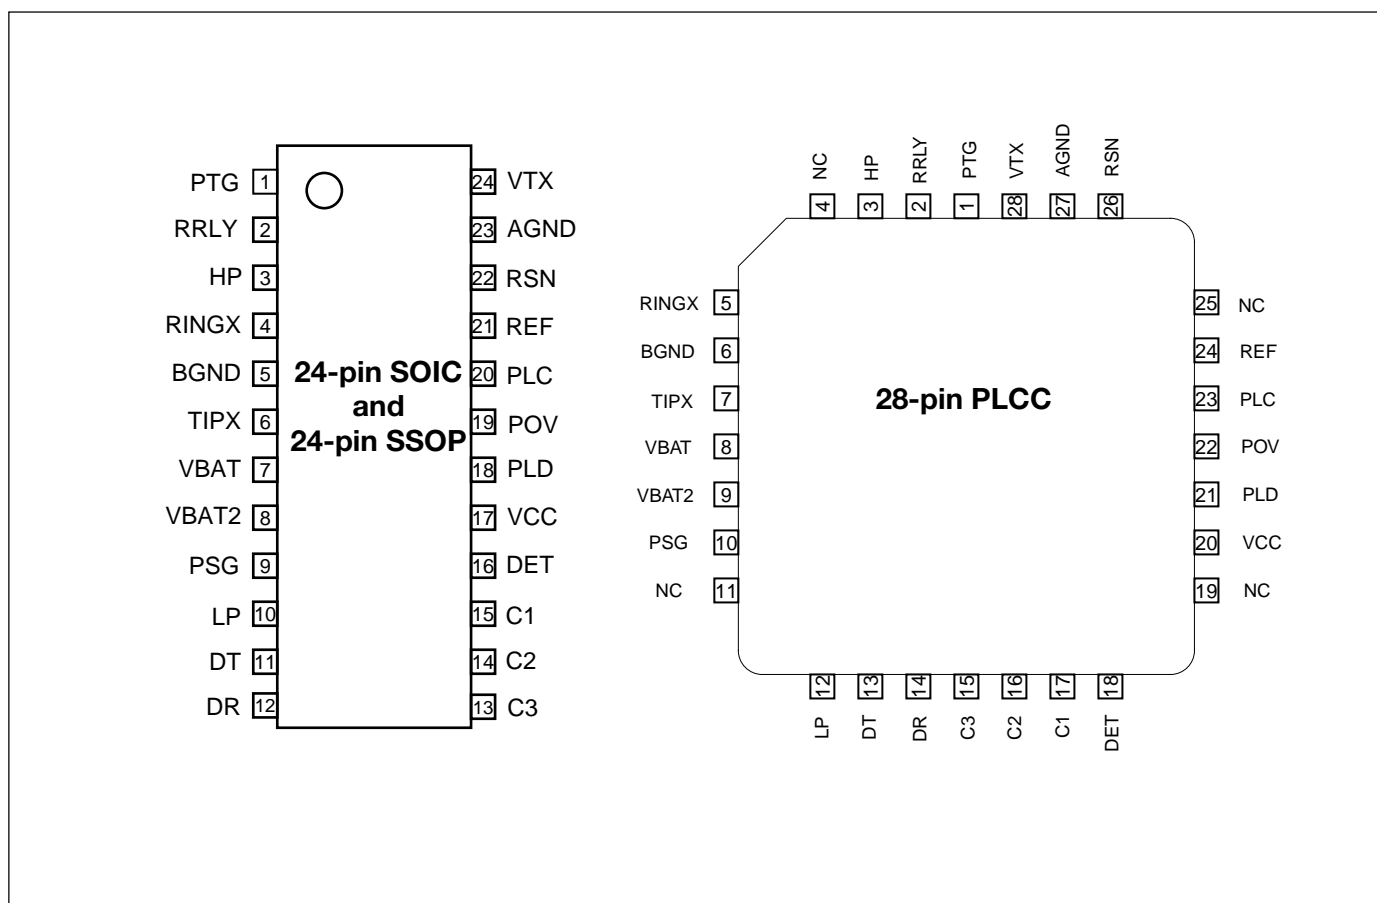 PTG 1
RRLY 2
HP 3
RINGX 4
BGND 5
TIPX 6
VBAT 7
VBAT2 8
PSG 9
LP 10
DT 11
DR 12
24-pin SOIC
and
24-pin SSOP
24 VTX
23 AGND
22 RSN
21 REF
20 PLC
19 POV
18 PLD
17 VCC
16 DET
15 C1
14 C2
13 C3
NC 4
HP 3
RRLY 2
PTG 1
VTX 28
AGND 27
RSN 26
RINGX 5
BGND 6
TIPX 7
VBAT 8
VBAT2 9
PSG 10
NC 11
28-pin PLCC
25 NC
24 REF
23 PLC
22 POV
21 PLD
20 VCC
19 NC
LP 12
DT 13
DR 14
C3 15
C2 16
C1 17
DET 18